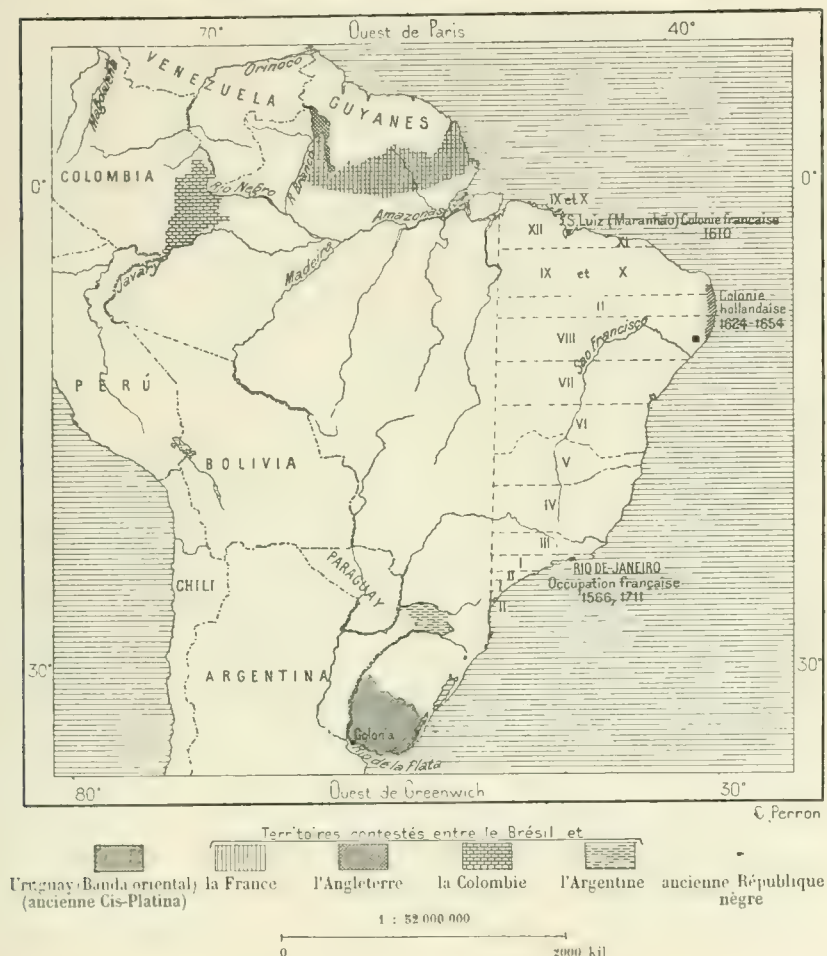 70° Ouest de Paris 40°
VENEZUELA
Orinoco
GUYANES
Magdalena
COLOMBIA
0° 0°
Rio Negro
R. Branco
Amazonas
IX et X
XII
S. Luiz (Maranhão) Colonie française
1610
XI
Javary
Madeira
IX et X
II
Colonie
hollandaise
1624-1654
VIII
São Francisco
VII
PERÚ
VI
BOLIVIA
V
IV
III
I
RIO-DE-JANEIRO
Occupation française
1566, 1711
II
II
CHILI
PARAGUAY
30° 30°
ARGENTINA
Colonia
Rio de la Plata
80° Ouest de Greenwich 30°
C. Perron
Territoires contestés entre le Brésil et
Uruguay (Banda oriental) la France l'Angleterre la Colombie l'Argentine ancienne République
(ancienne Cis-Platina) nègre
1 : 52 000 000
0 2000 kil